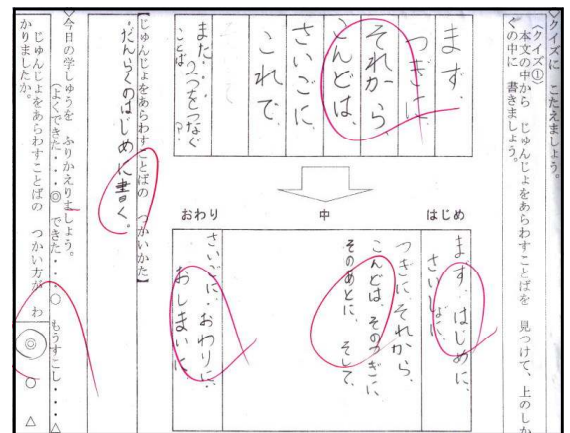 ◇クイズに こたえましょう。
〈クイズ①〉
本文の中から じゅんじょをあらわすことばを 見つけて、上のしか
くの中に 書きましょう。
まず、
つぎに
それから、
こんどは、
さいごに、
これで、
また、・・・
2つをつなぐ
ことば
はじめ
中
おわり
まず、はじめに、
さいしょに、
つぎに、それから、
こんどは、そのつぎに、
そのあとに、そして、
さいごに、おわりに、
おしまいに、
【じゅんじょをあらわすことばの つかいかた】
・だんらくのはじめに書く。
◇今日の学しゅうを ふりかえりましょう。
(よくできた・・・◎ できた・・・○ もうすこし・・・△
じゅんじょをあらわすことばの つかい方が わ
かりましたか。
◎ ○ △